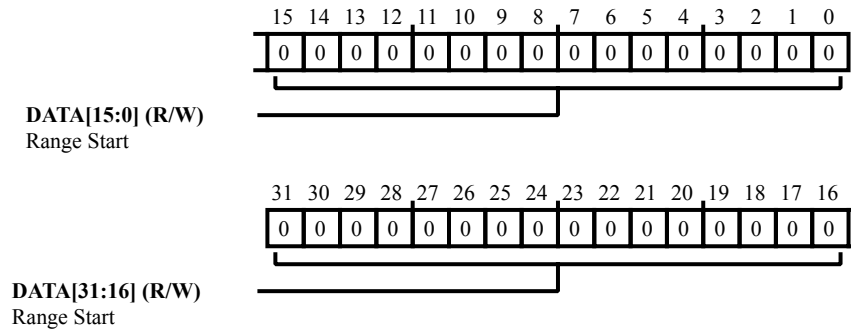 15 14 13 12 11 10 9 8 7 6 5 4 3 2 1 0
0 0 0 0 0 0 0 0 0 0 0 0 0 0 0 0
DATA[15:0] (R/W)
Range Start
31 30 29 28 27 26 25 24 23 22 21 20 19 18 17 16
0 0 0 0 0 0 0 0 0 0 0 0 0 0 0 0
DATA[31:16] (R/W)
Range Start